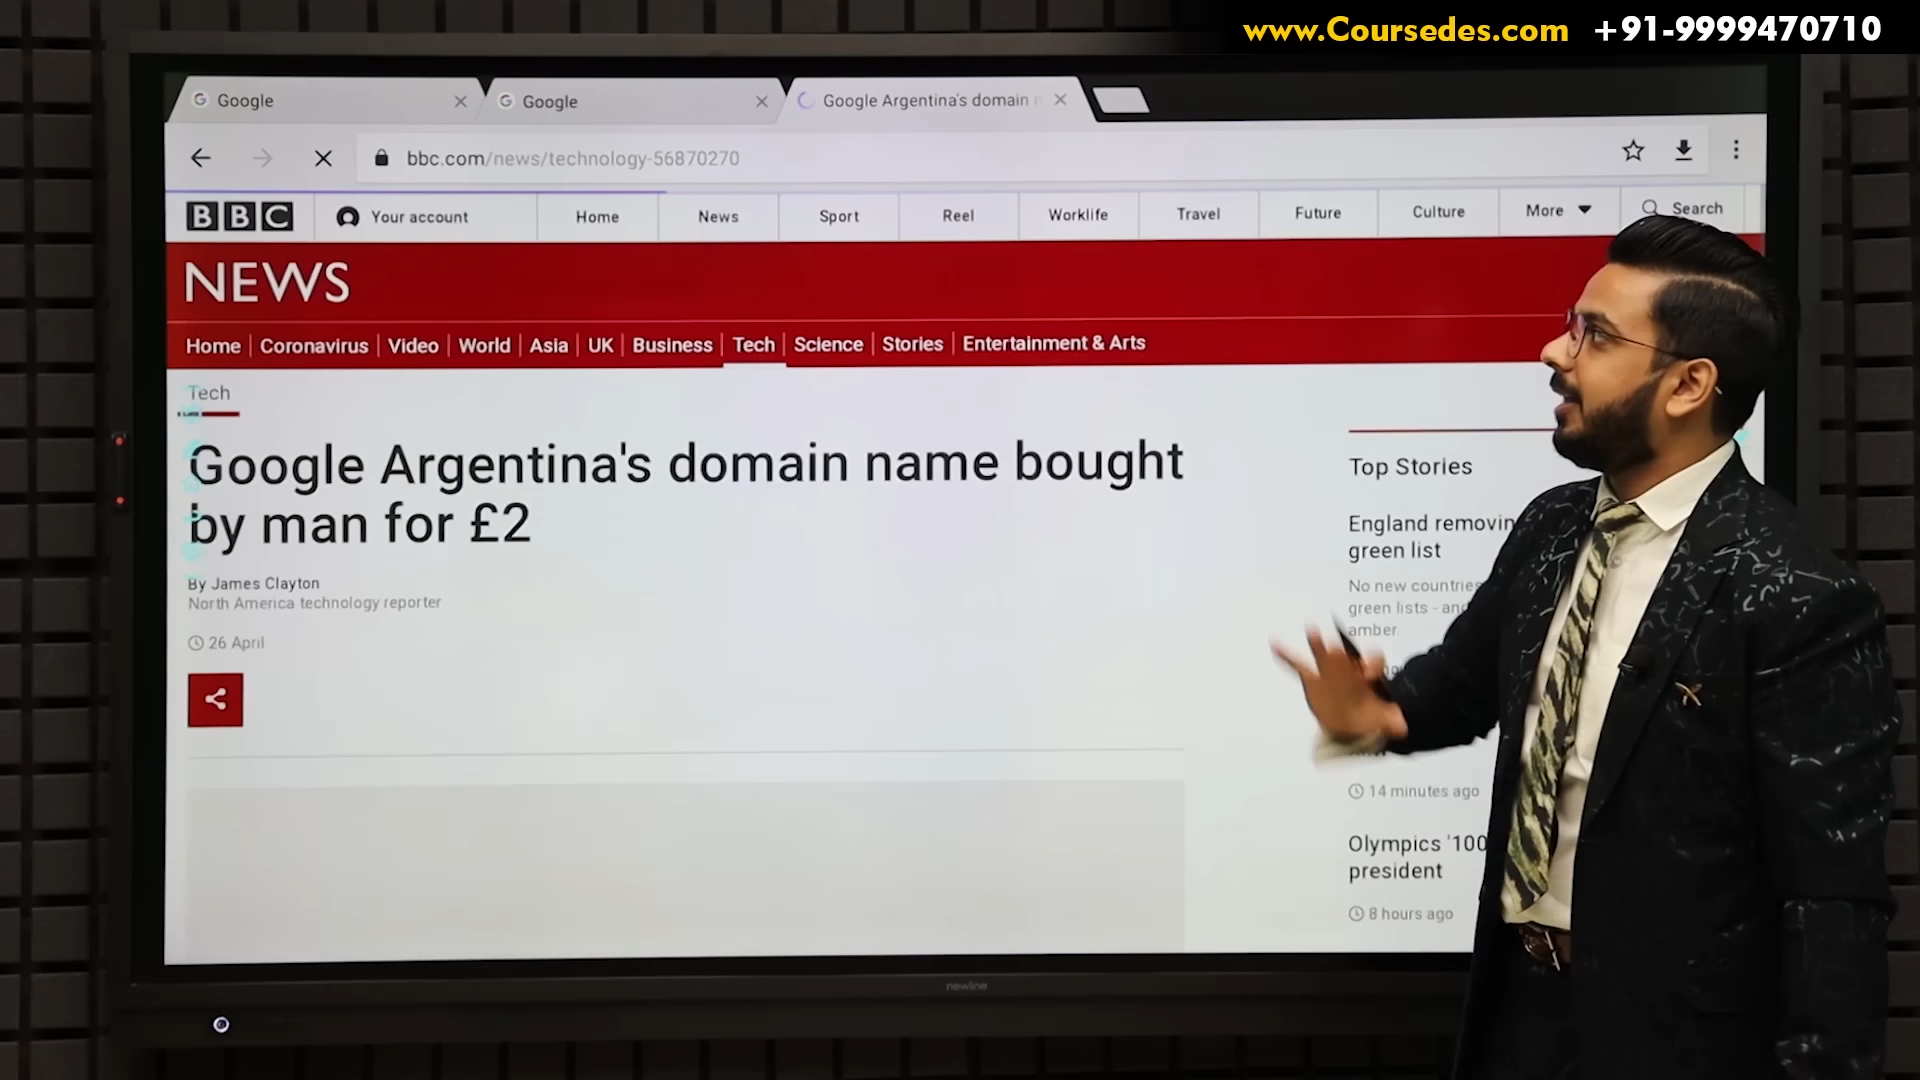 www.Coursedes.com +91-9999470710
Google
Google
Google Argentina's domain
bbc.com/news/technology-56870270
BBC
Your account
Home
News
Sport
Reel
Worklife
Travel
Future
Culture
More
Search
NEWS
Home
Coronavirus
Video
World
Asia
UK
Business
Tech
Science
Stories
Entertainment & Arts
Tech
Google Argentina's domain name bought
by man for £2
By James Clayton
North America technology reporter
26 April
Top Stories
England removin
green list
No new countries
green lists - and
amber
14 minutes ago
Olympics '100
president
8 hours ago
newline